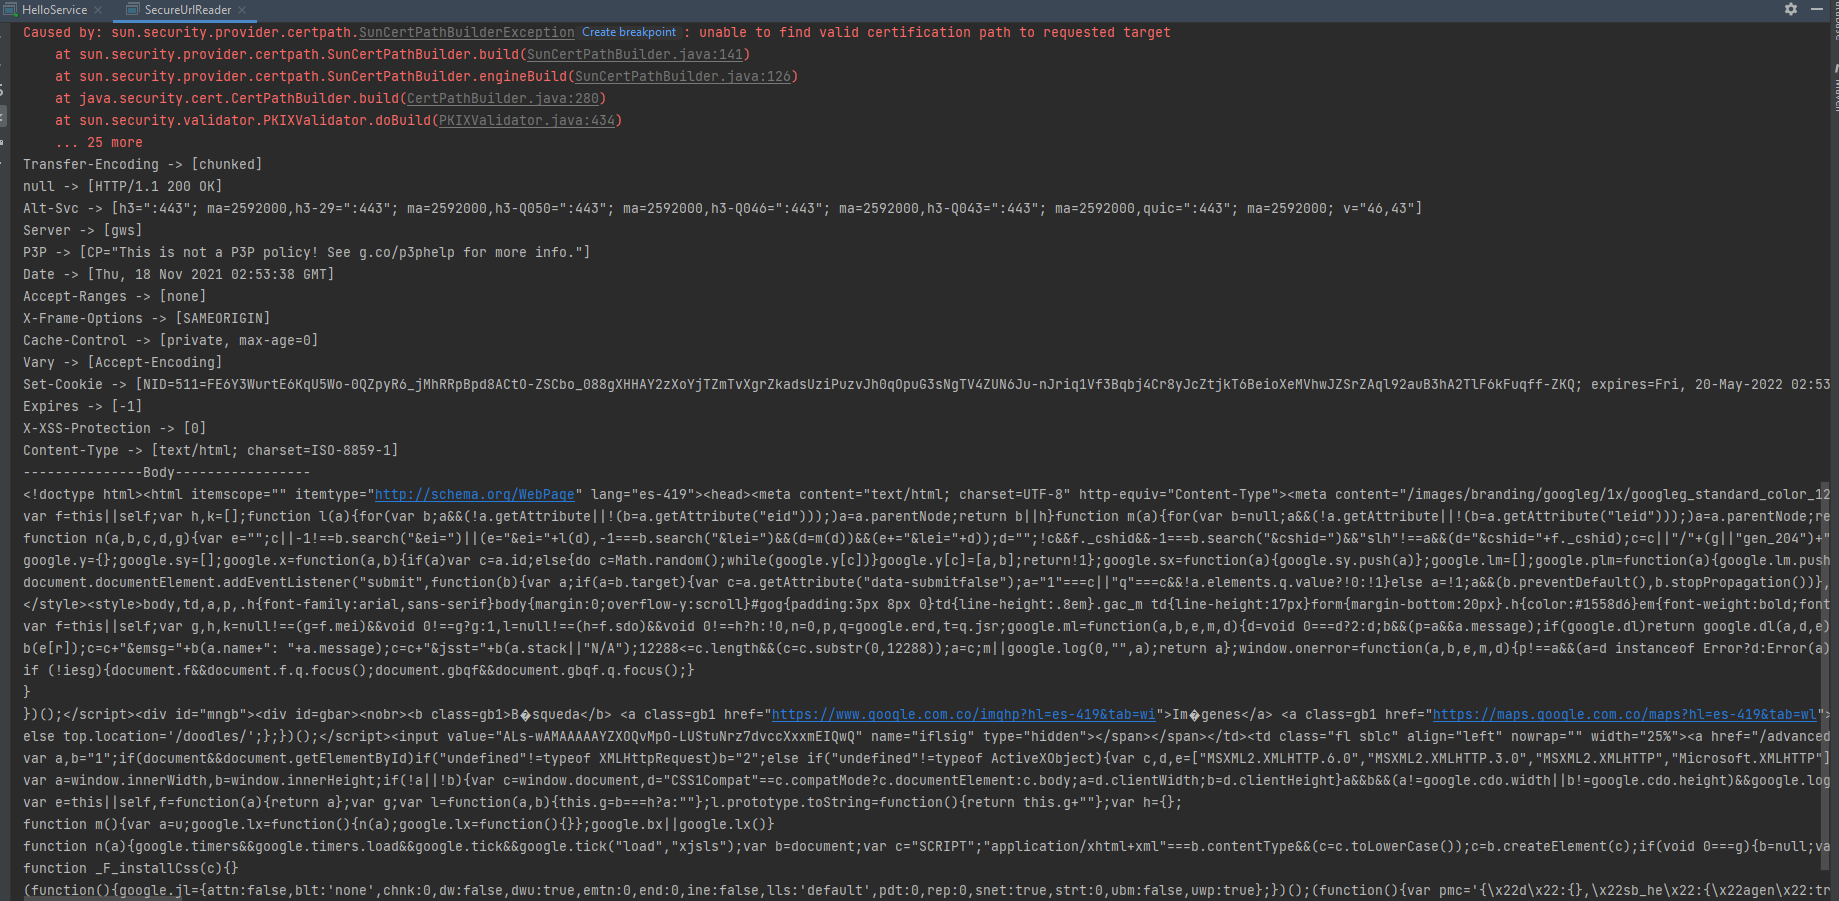 HelloService
SecureUrlReader
Caused by: sun.security.provider.certpath.SunCertPathBuilderException Create breakpoint : unable to find valid certification path to requested target
at sun.security.provider.certpath.SunCertPathBuilder.build(SunCertPathBuilder.java:141)
at sun.security.provider.certpath.SunCertPathBuilder.engineBuild(SunCertPathBuilder.java:126)
at java.security.cert.CertPathBuilder.build(CertPathBuilder.java:280)
at sun.security.validator.PKIXValidator.doBuild(PKIXValidator.java:434)
... 25 more
Transfer-Encoding -> [chunked]
null -> [HTTP/1.1 200 OK]
Alt-Svc -> [h3=":443"; ma=2592000,h3-29=":443"; ma=2592000,h3-Q050=":443"; ma=2592000,h3-Q046=":443"; ma=2592000,h3-Q043=":443"; ma=2592000,quic=":443"; ma=2592000; v="46,43"]
Server -> [gws]
P3P -> [CP="This is not a P3P policy! See g.co/p3phelp for more info."]
Date -> [Thu, 18 Nov 2021 02:53:38 GMT]
Accept-Ranges -> [none]
X-Frame-Options -> [SAMEORIGIN]
Cache-Control -> [private, max-age=0]
Vary -> [Accept-Encoding]
Set-Cookie -> [NID=511=FE6Y3WurtE6KqU5Wo-0QZpyR6_jMhRRpBpd8ACtO-ZSCbo_088gXHHAY2zXoYjTZmTvXgrZkadsUziPuzvJh0qOpuG3sNgTV4ZUN6Ju-nJriq1Vf3Bqbj4Cr8yJcZtjkT6BeioXeMVhwJZSrZAql92auB3hA2TlF6kFuqff-ZKQ; expires=Fri, 20-May-2022 02:53
Expires -> [-1]
X-XSS-Protection -> [0]
Content-Type -> [text/html; charset=ISO-8859-1]
---------------Body-----------------
<!doctype html><html itemscope="" itemtype="http://schema.org/WebPage" lang="es-419"><head><meta content="text/html; charset=UTF-8" http-equiv="Content-Type"><meta content="/images/branding/googleg/1x/googleg_standard_color_12
var f=this||self;var h,k=[];function l(a){for(var b;a&&(!a.getAttribute||!(b=a.getAttribute("eid")));)a=a.parentNode;return b||h}function m(a){for(var b=null;a&&(!a.getAttribute||!(b=a.getAttribute("leid")));)a=a.parentNode;re
function n(a,b,c,d,g){var e="";c||-1!==b.search("&ei=")||(e="&ei="+l(d),-1===b.search("&lei=")&&(d=m(d))&&(e+="&lei="+d));d="";!c&&f._cshid&&-1===b.search("&cshid=")&&"slh"!==a&&(d="&cshid="+f._cshid);c=c||"/"+(g||"gen_204")+"
google.y={};google.sy=[];google.x=function(a,b){if(a)var c=a.id;else{do c=Math.random();while(google.y[c])}google.y[c]=[a,b];return!1};google.sx=function(a){google.sy.push(a)};google.lm=[];google.plm=function(a){google.lm.push
document.documentElement.addEventListener("submit",function(b){var a;if(a=b.target){var c=a.getAttribute("data-submitfalse");a="1"===c||"q"===c&&!a.elements.q.value?!0:!1}else a=!1;a&&(b.preventDefault(),b.stopPropagation())},
</style><style>body,td,a,p,.h{font-family:arial,sans-serif}body{margin:0;overflow-y:scroll}#gog{padding:3px 8px 0}td{line-height:.8em}.gac_m td{line-height:17px}form{margin-bottom:20px}.h{color:#1558d6}em{font-weight:bold;font
var f=this||self;var g,h,k=null!==(g=f.mei)&&void 0!==g?g:1,l=null!==(h=f.sdo)&&void 0!==h?h:!0,n=0,p,q=google.erd,t=q.jsr;google.ml=function(a,b,e,m,d){d=void 0===d?2:d;b&&(p=a&&a.message);if(google.dl)return google.dl(a,d,e)
b(e[r]);c=c+"&emsg="+b(a.name+": "+a.message);c=c+"&jsst="+b(a.stack||"N/A");12288<=c.length&&(c=c.substr(0,12288));a=c;m||google.log(0,"",a);return a};window.onerror=function(a,b,e,m,d){p!==a&&(a=d instanceof Error?d:Error(a)
if (!iesg){document.f&&document.f.q.focus();document.gbqf&&document.gbqf.q.focus();}
}
})();</script><div id="mngb"><div id=gbar><nobr><b class=gb1>B�squeda</b> <a class=gb1 href="https://www.google.com.co/imghp?hl=es-419&tab=wi">Im�genes</a> <a class=gb1 href="https://maps.google.com.co/maps?hl=es-419&tab=wl">
else top.location='/doodles/';};})();</script><input value="ALs-wAMAAAAAYZXOQvMpO-LUStuNrz7dvccXxxmEIQwQ" name="iflsig" type="hidden"></span></span></td><td class="fl sblc" align="left" nowrap="" width="25%"><a href="/advanced
var a,b="1";if(document&&document.getElementById)if("undefined"!=typeof XMLHttpRequest)b="2";else if("undefined"!=typeof ActiveXObject){var c,d,e=["MSXML2.XMLHTTP.6.0","MSXML2.XMLHTTP.3.0","MSXML2.XMLHTTP","Microsoft.XMLHTTP"]
var a=window.innerWidth,b=window.innerHeight;if(!a||!b){var c=window.document,d="CSS1Compat"==c.compatMode?c.documentElement:c.body;a=d.clientWidth;b=d.clientHeight}a&&b&&(a!=google.cdo.width||b!=google.cdo.height)&&google.log
var e=this||self,f=function(a){return a};var g;var l=function(a,b){this.g=b===h?a:""};l.prototype.toString=function(){return this.g+""};var h={};
function m(){var a=u;google.lx=function(){n(a);google.lx=function(){}};google.bx||google.lx()}
function n(a){google.timers&&google.timers.load&&google.tick&&google.tick("load","xjsls");var b=document;var c="SCRIPT";"application/xhtml+xml"===b.contentType&&(c=c.toLowerCase());c=b.createElement(c);if(void 0===g){b=null;va
function _F_installCss(c){}
(function(){google.jl={attn:false,blt:'none',chnk:0,dw:false,dwu:true,emtn:0,end:0,ine:false,lls:'default',pdt:0,rep:0,snet:true,strt:0,ubm:false,uwp:true};})();(function(){var pmc='{\x22d\x22:{},\x22sb_he\x22:{\x22agen\x22:tr